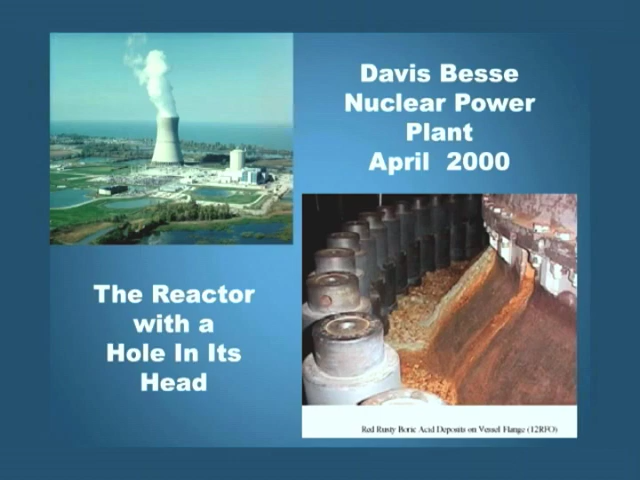 Davis Besse
Nuclear Power
Plant
April 2000
The Reactor
with a
Hole In Its
Head
Red Rusty Boric Acid Deposits on Vessel Flange (12RFO)